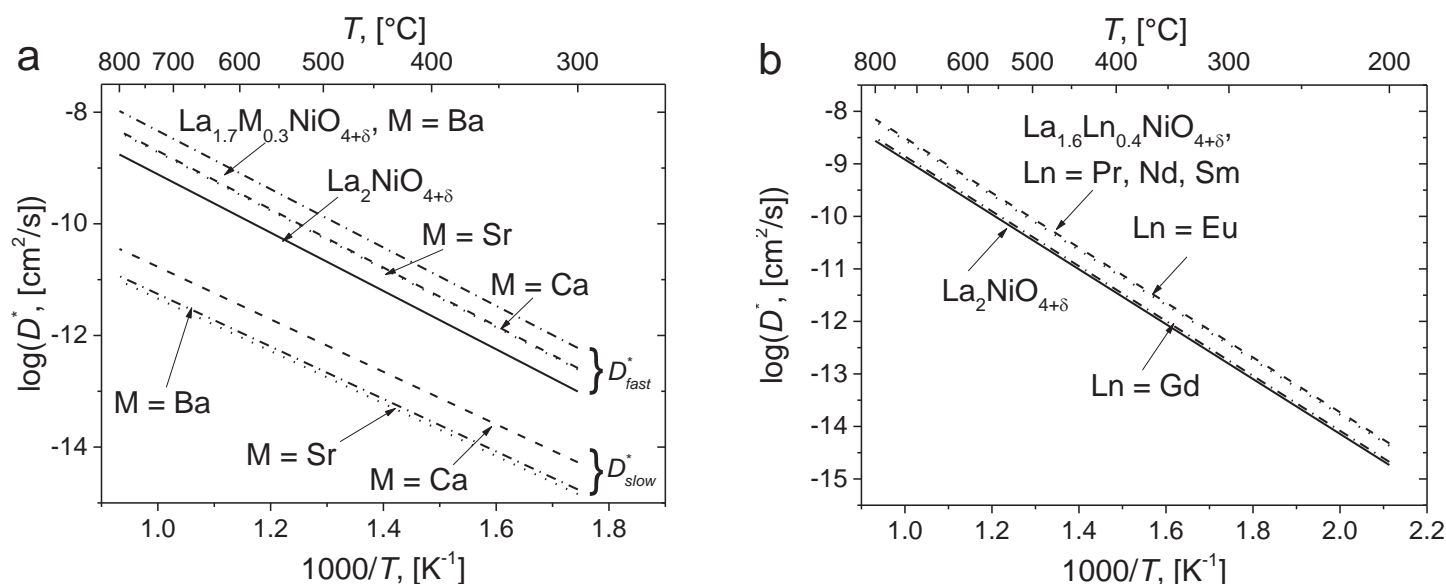 a
T, [°C]
800 700 600 500 400 300
-8
-10
-12
-14
log(D*, [cm²/s])
La₁.₇M₀.₃NiO₄₊δ, M = Ba
La₂NiO₄₊δ
M = Sr
M = Ca
} D*fast
M = Ba
M = Sr
M = Ca
} D*slow
1.0 1.2 1.4 1.6 1.8
1000/T, [K⁻¹]
b
T, [°C]
800 600 500 400 300 200
-8
-9
-10
-11
-12
-13
-14
-15
log(D*, [cm²/s])
La₁.₆Ln₀.₄NiO₄₊δ,
Ln = Pr, Nd, Sm
Ln = Eu
La₂NiO₄₊δ
Ln = Gd
1.0 1.2 1.4 1.6 1.8 2.0 2.2
1000/T, [K⁻¹]